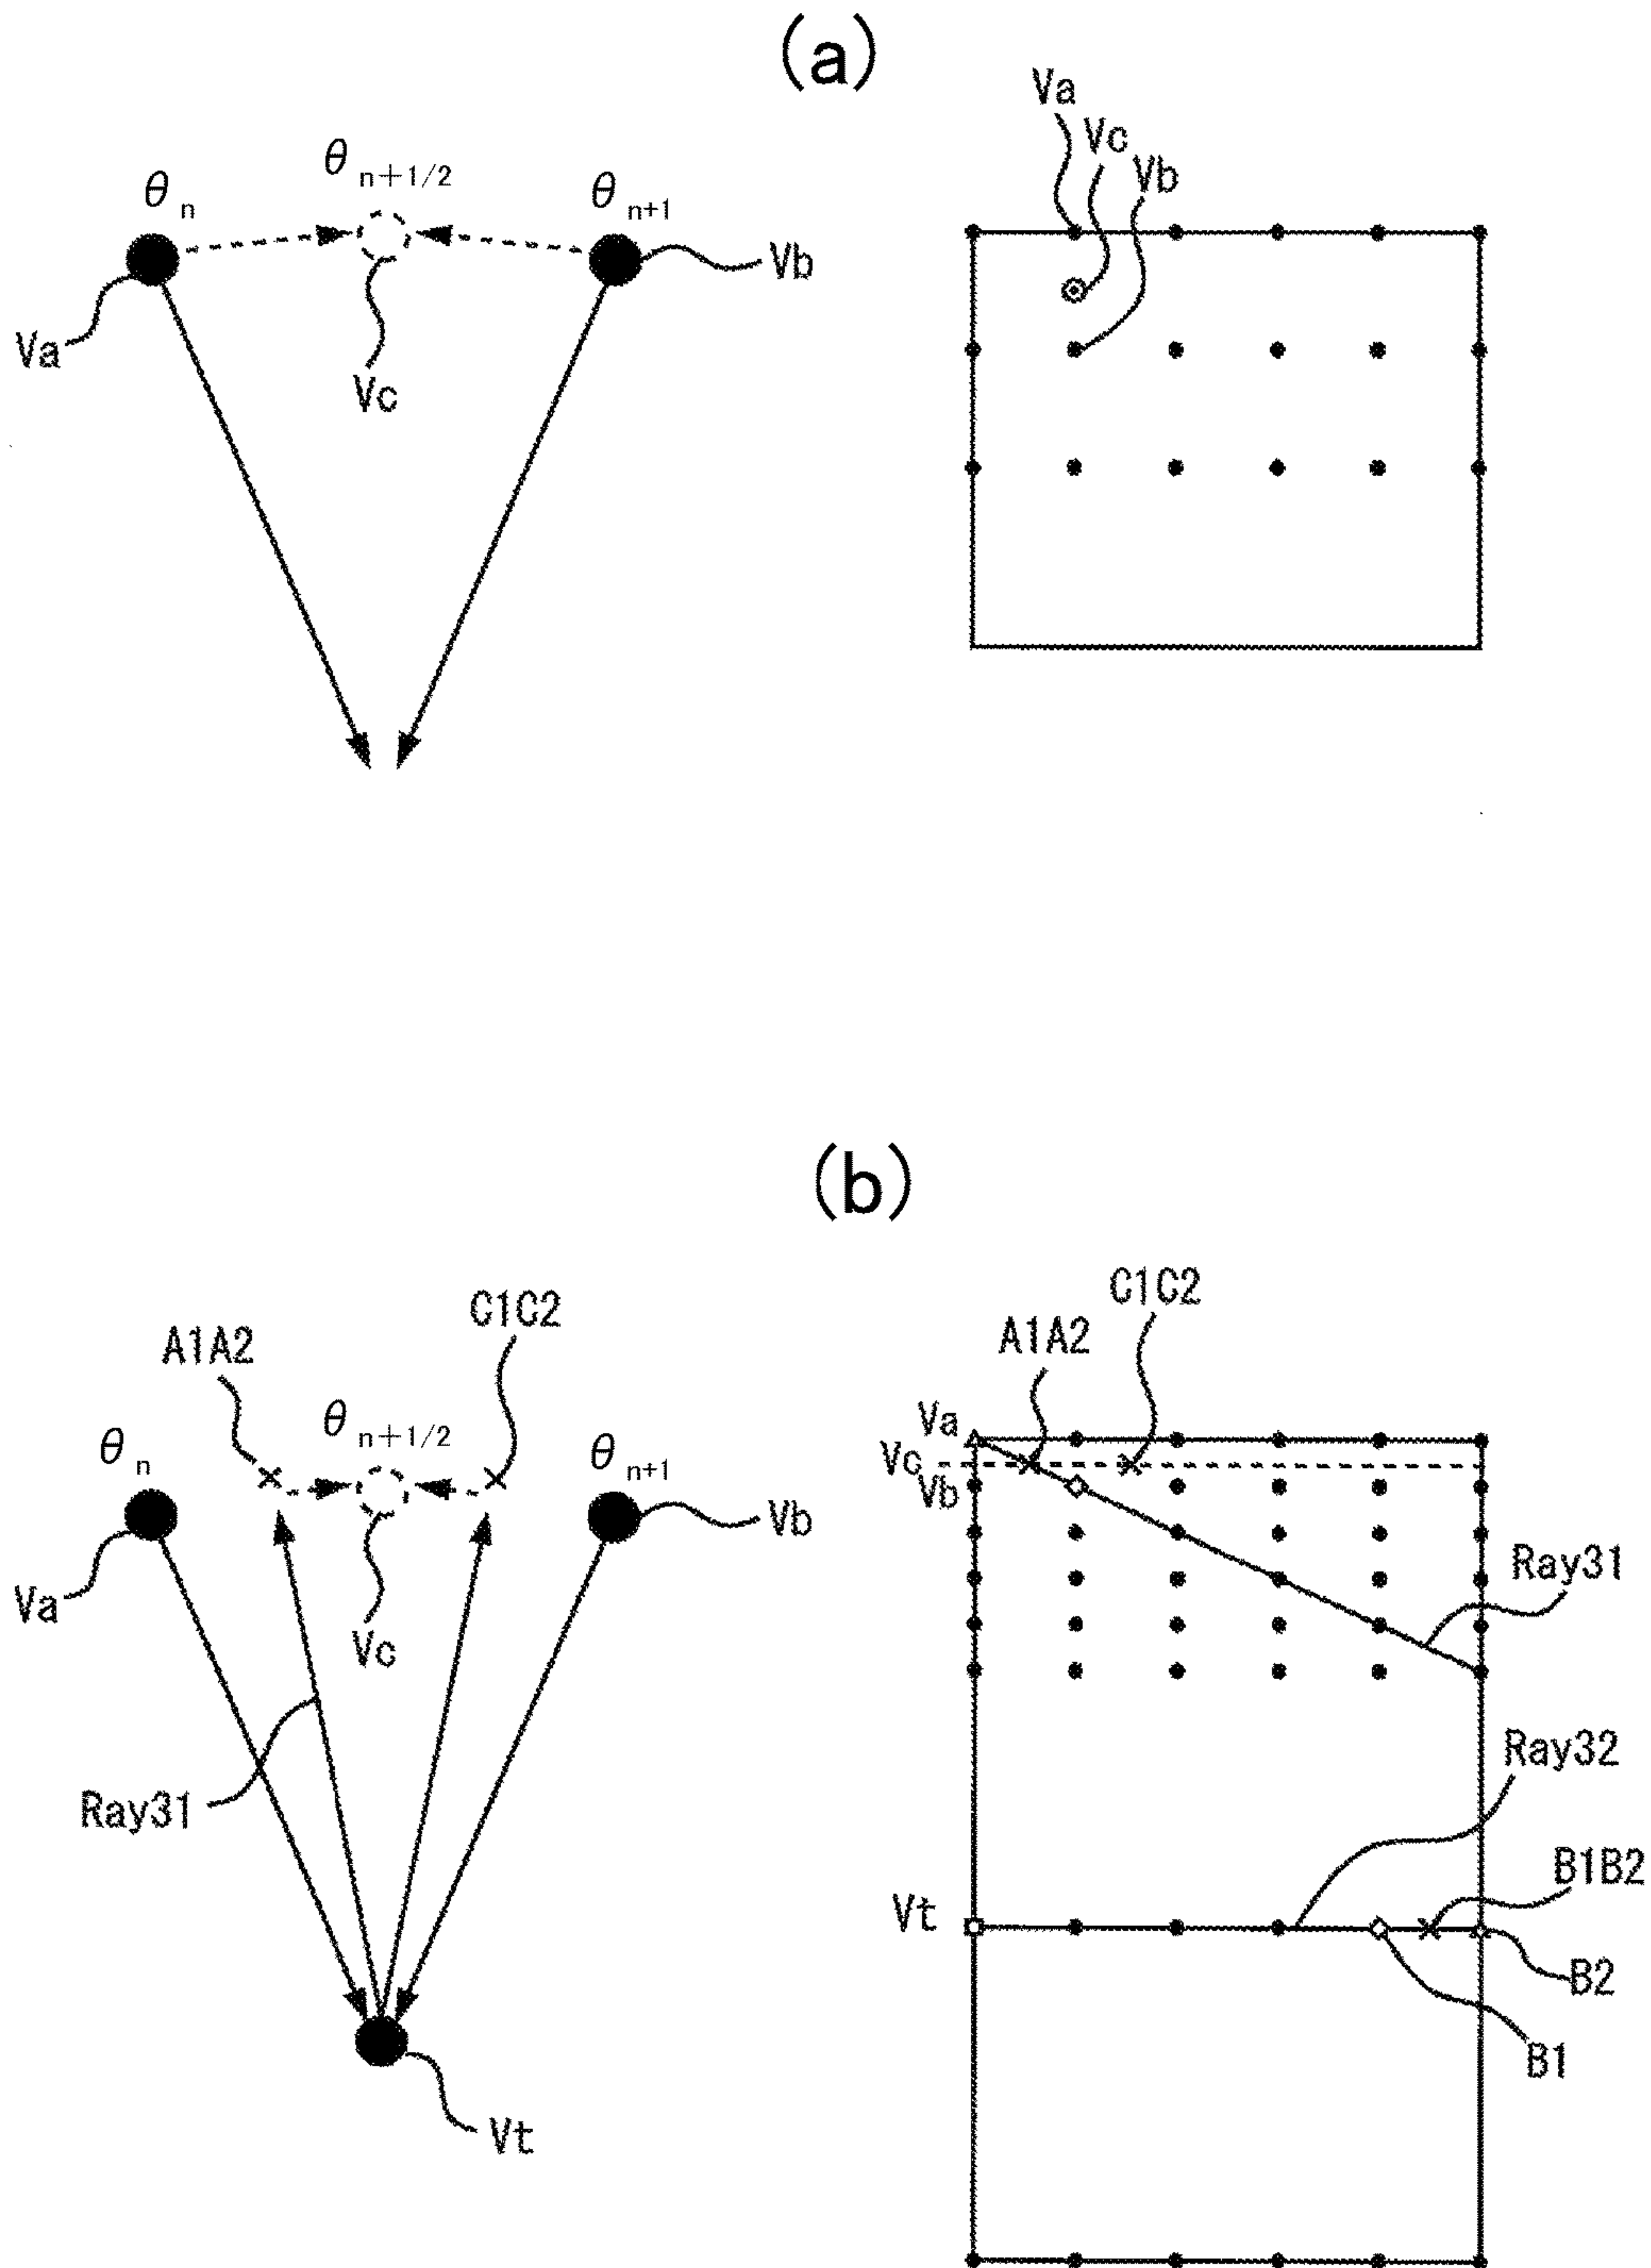 (a)
θn
θn+1/2
θn+1
Va
Vc
Vb
Va
Vc
Vb
(b)
A1A2
C1C2
θn
θn+1/2
θn+1
Va
Vc
Vb
Ray31
Vt
A1A2
C1C2
Va
Vc
Vb
Ray31
Ray32
Vt
B1B2
B2
B1